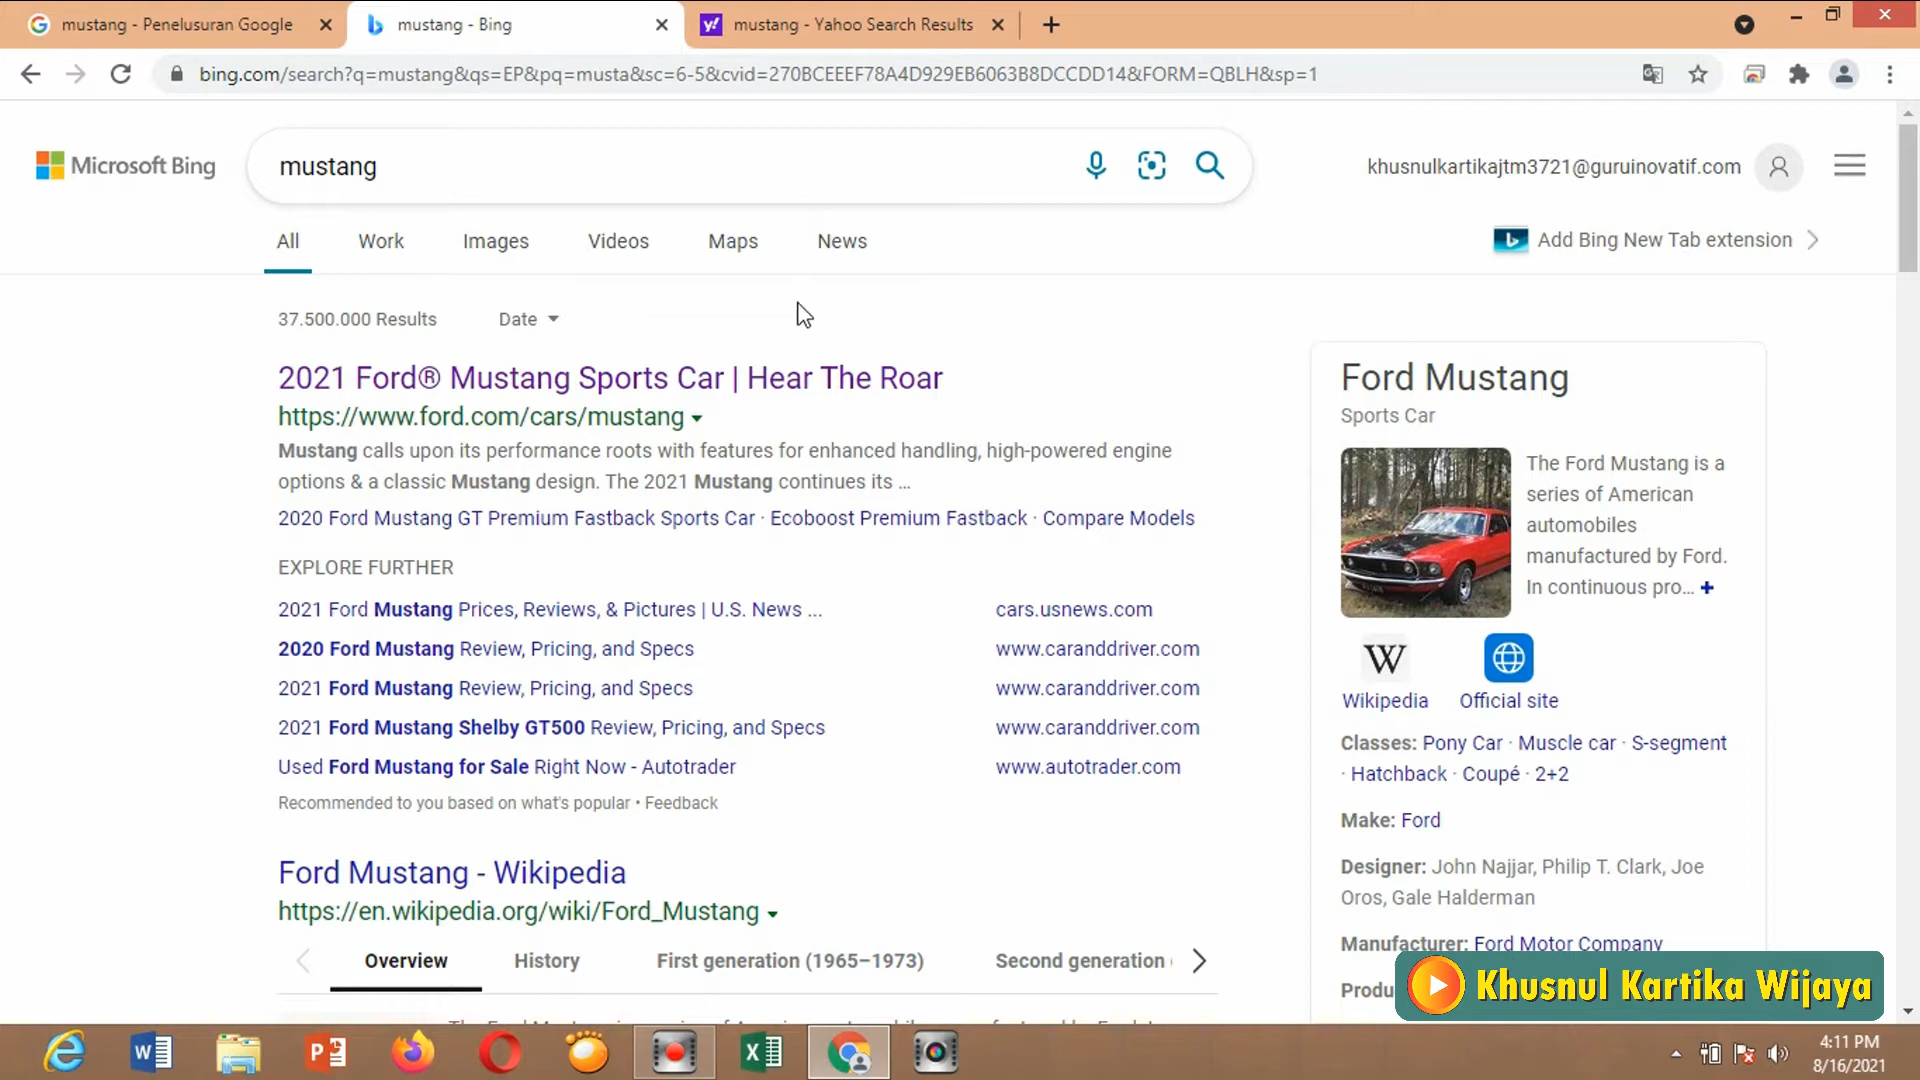 mustang - Penelusuran Google
mustang - Bing
mustang - Yahoo Search Results
bing.com/search?q=mustang&qs=EP&pq=musta&sc=6-5&cvid=270BCEEEF78A4D929EB6063B8DCCDD14&FORM=QBLH&sp=1
Microsoft Bing
mustang
khusnulkartikajtm3721@guruinovatif.com
All
Work
Images
Videos
Maps
News
Add Bing New Tab extension
37.500.000 Results
Date
2021 Ford® Mustang Sports Car | Hear The Roar
https://www.ford.com/cars/mustang
Mustang calls upon its performance roots with features for enhanced handling, high-powered engine
options & a classic Mustang design. The 2021 Mustang continues its ...
2020 Ford Mustang GT Premium Fastback Sports Car · Ecoboost Premium Fastback · Compare Models
EXPLORE FURTHER
2021 Ford Mustang Prices, Reviews, & Pictures | U.S. News ...
cars.usnews.com
2020 Ford Mustang Review, Pricing, and Specs
www.caranddriver.com
2021 Ford Mustang Review, Pricing, and Specs
www.caranddriver.com
2021 Ford Mustang Shelby GT500 Review, Pricing, and Specs
www.caranddriver.com
Used Ford Mustang for Sale Right Now - Autotrader
www.autotrader.com
Recommended to you based on what's popular • Feedback
Ford Mustang - Wikipedia
https://en.wikipedia.org/wiki/Ford_Mustang
Overview
History
First generation (1965–1973)
Second generation
Ford Mustang
Sports Car
The Ford Mustang is a
series of American
automobiles
manufactured by Ford.
In continuous pro...
Wikipedia
Official site
Classes: Pony Car · Muscle car · S-segment
· Hatchback · Coupé · 2+2
Make: Ford
Designer: John Najjar, Philip T. Clark, Joe
Oros, Gale Halderman
Manufacturer: Ford Motor Company
Produ
Khusnul Kartika Wijaya
4:11 PM
8/16/2021